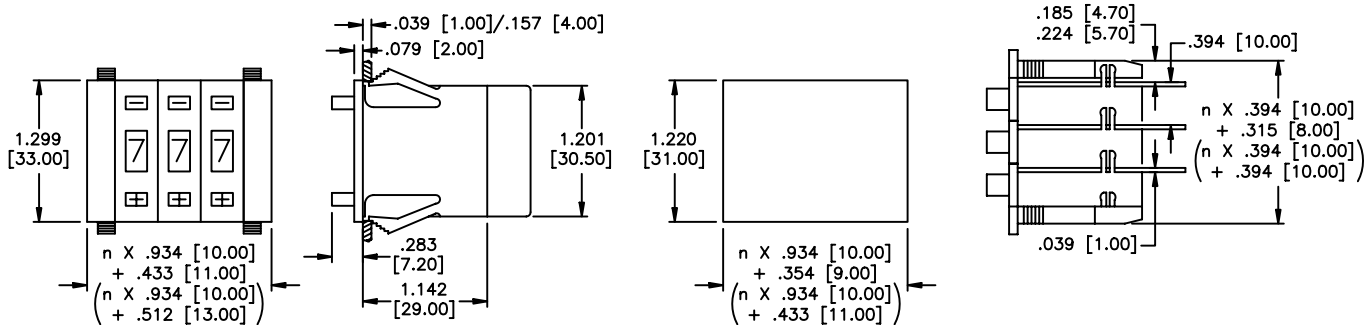 .039 [1.00]/.157 [4.00]
.079 [2.00]
1.299
[33.00]
7 7 7
n X .934 [10.00]
+ .433 [11.00]
(n X .934 [10.00]
+ .512 [13.00])
1.201
[30.50]
.283
[7.20]
1.142
[29.00]
1.220
[31.00]
n X .934 [10.00]
+ .354 [9.00]
(n X .934 [10.00]
+ .433 [11.00])
.185 [4.70]
.224 [5.70]
.394 [10.00]
n X .394 [10.00]
+ .315 [8.00]
(n X .394 [10.00]
+ .394 [10.00])
.039 [1.00]